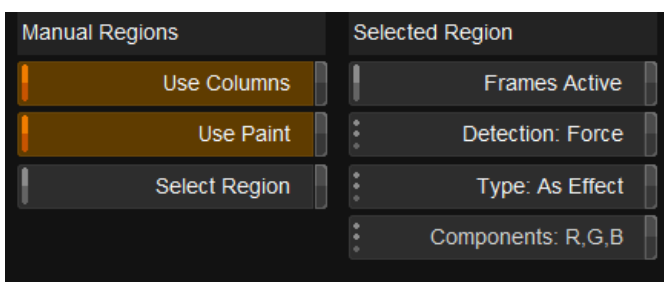 Manual Regions
Use Columns
Use Paint
Select Region
Selected Region
Frames Active
Detection: Force
Type: As Effect
Components: R,G,B